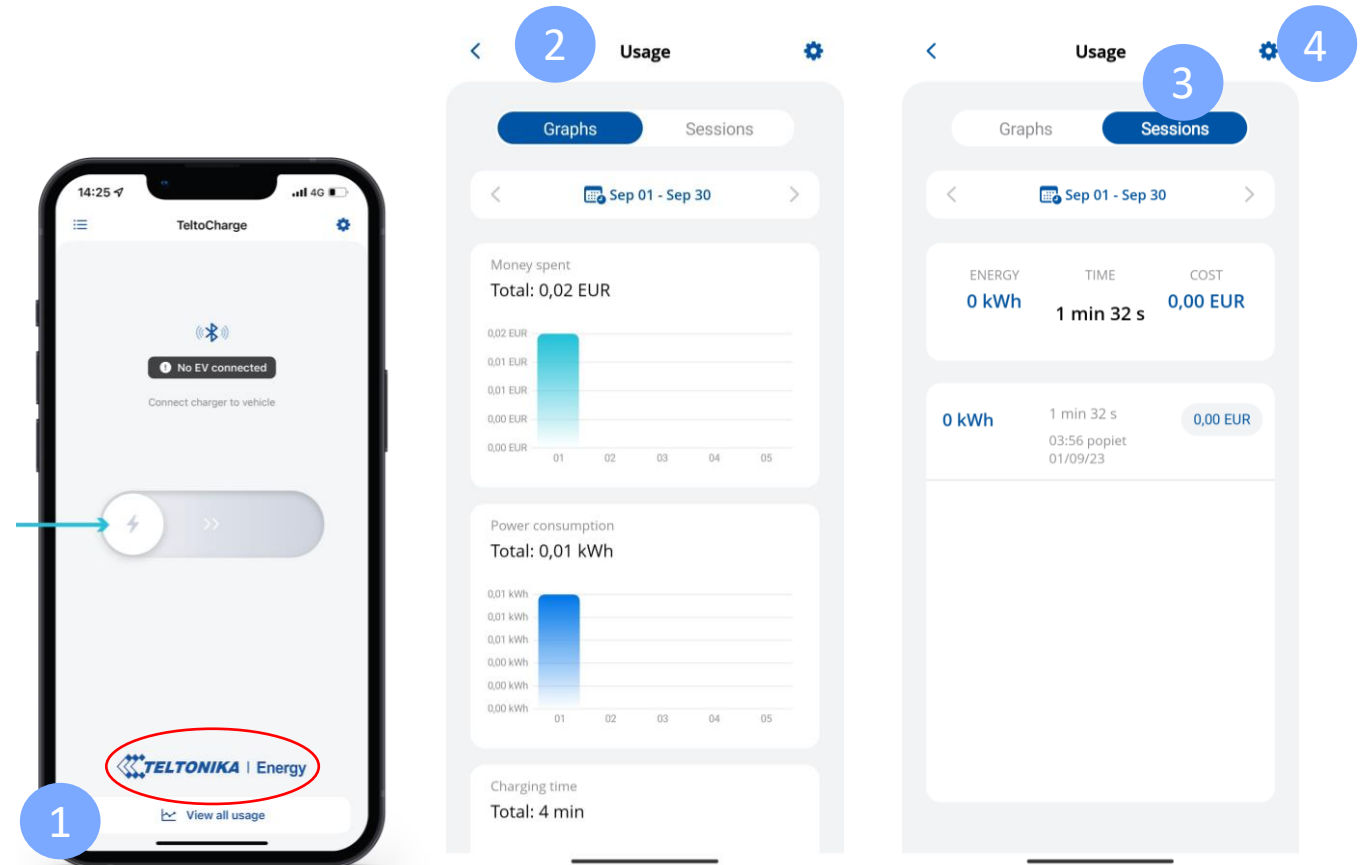 1
14:25
4G
TeltoCharge
No EV connected
Connect charger to vehicle
TELTONIKA | Energy
View all usage
2
Usage
Graphs
Sessions
Sep 01 - Sep 30
Money spent
Total: 0,02 EUR
0,02 EUR
0,01 EUR
0,01 EUR
0,00 EUR
0,00 EUR
01 02 03 04 05
Power consumption
Total: 0,01 kWh
0,01 kWh
0,01 kWh
0,01 kWh
0,00 kWh
0,00 kWh
0,00 kWh
01 02 03 04 05
Charging time
Total: 4 min
Usage
4
3
Graphs
Sessions
Sep 01 - Sep 30
ENERGY TIME COST
0 kWh 1 min 32 s 0,00 EUR
0 kWh 1 min 32 s 0,00 EUR
03:56 popiet
01/09/23